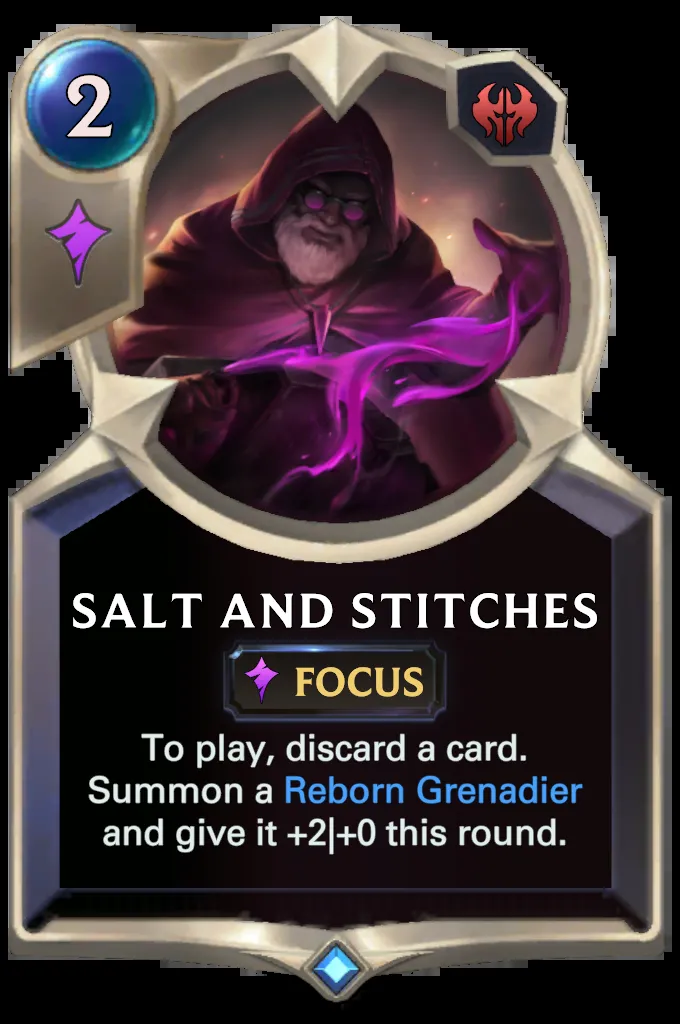 2
SALT AND STITCHES
FOCUS
To play, discard a card.
Summon a Reborn Grenadier
and give it +2|+0 this round.